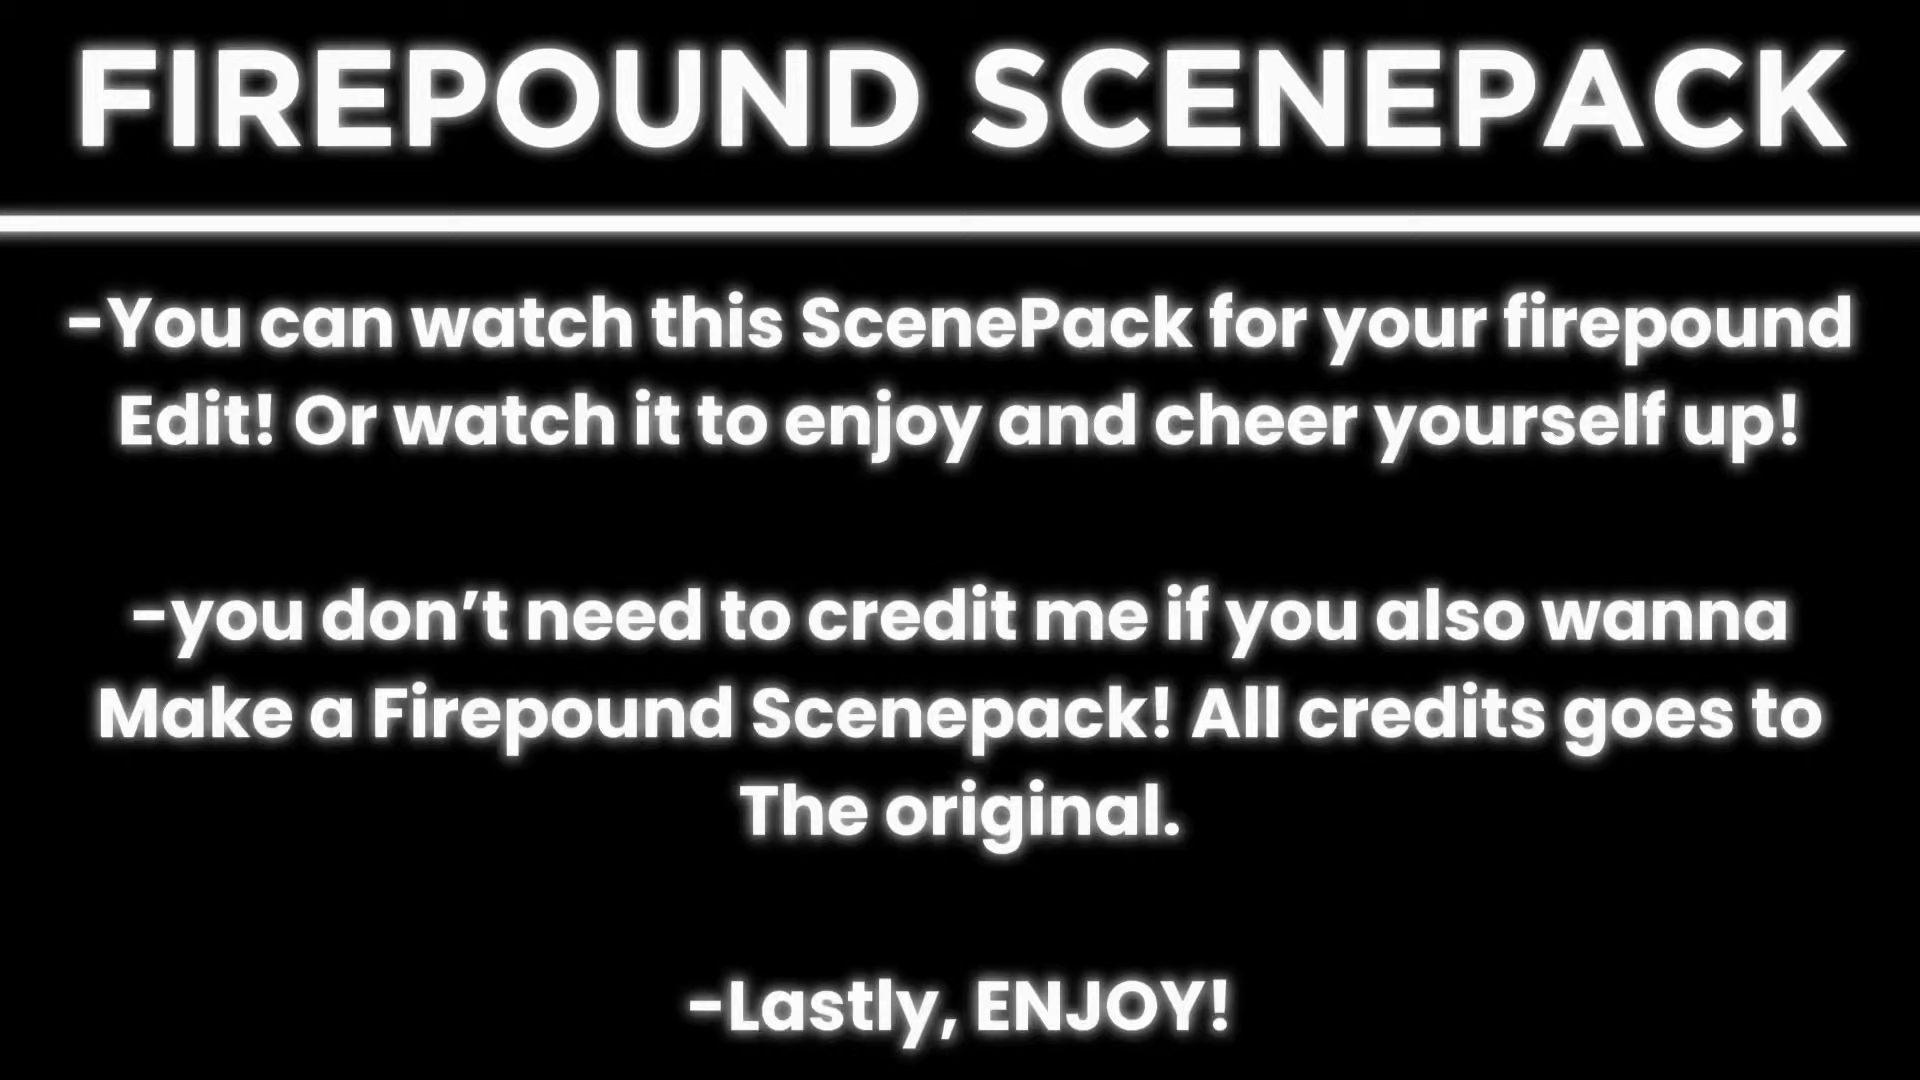 FIREPOUND SCENEPACK
-You can watch this ScenePack for your firepound
Edit! Or watch it to enjoy and cheer yourself up!
-you don’t need to credit me if you also wanna
Make a Firepound Scenepack! All credits goes to
The original.
-Lastly, ENJOY!